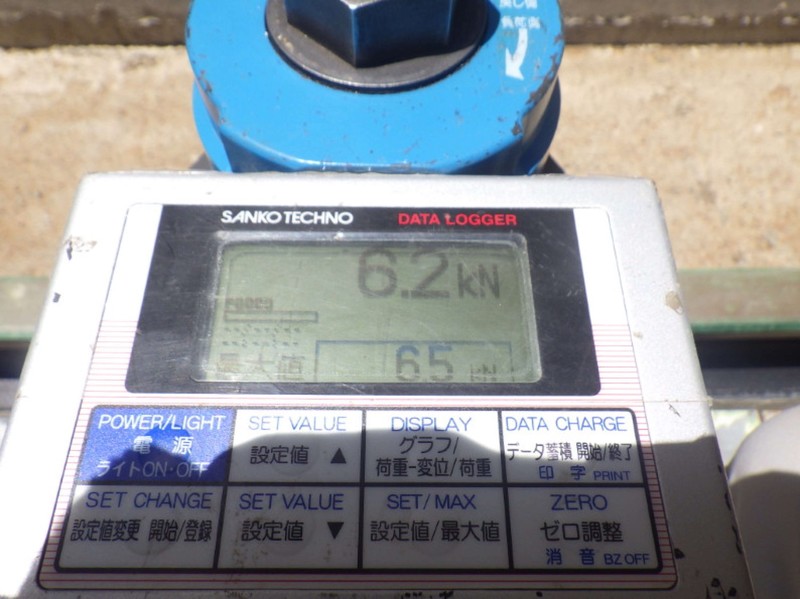 SANKO TECHNO DATA LOGGER
6.2 kN
最大値 6.5 kN
POWER/LIGHT
電源
ライトON・OFF
SET VALUE
設定値 ▲
DISPLAY
グラフ/
荷重-変位/荷重
DATA CHARGE
データ蓄積 開始/終了
印字 PRINT
SET CHANGE
設定値変更 開始/登録
SET VALUE
設定値 ▼
SET/MAX
設定値/最大値
ZERO
ゼロ調整
消音 BZ OFF